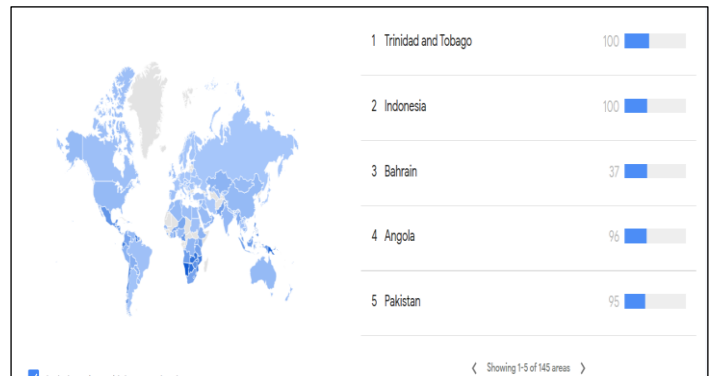 1 Trinidad and Tobago 100
2 Indonesia 100
3 Bahrain 37
4 Angola 96
5 Pakistan 95
Showing 1-5 of 145 areas